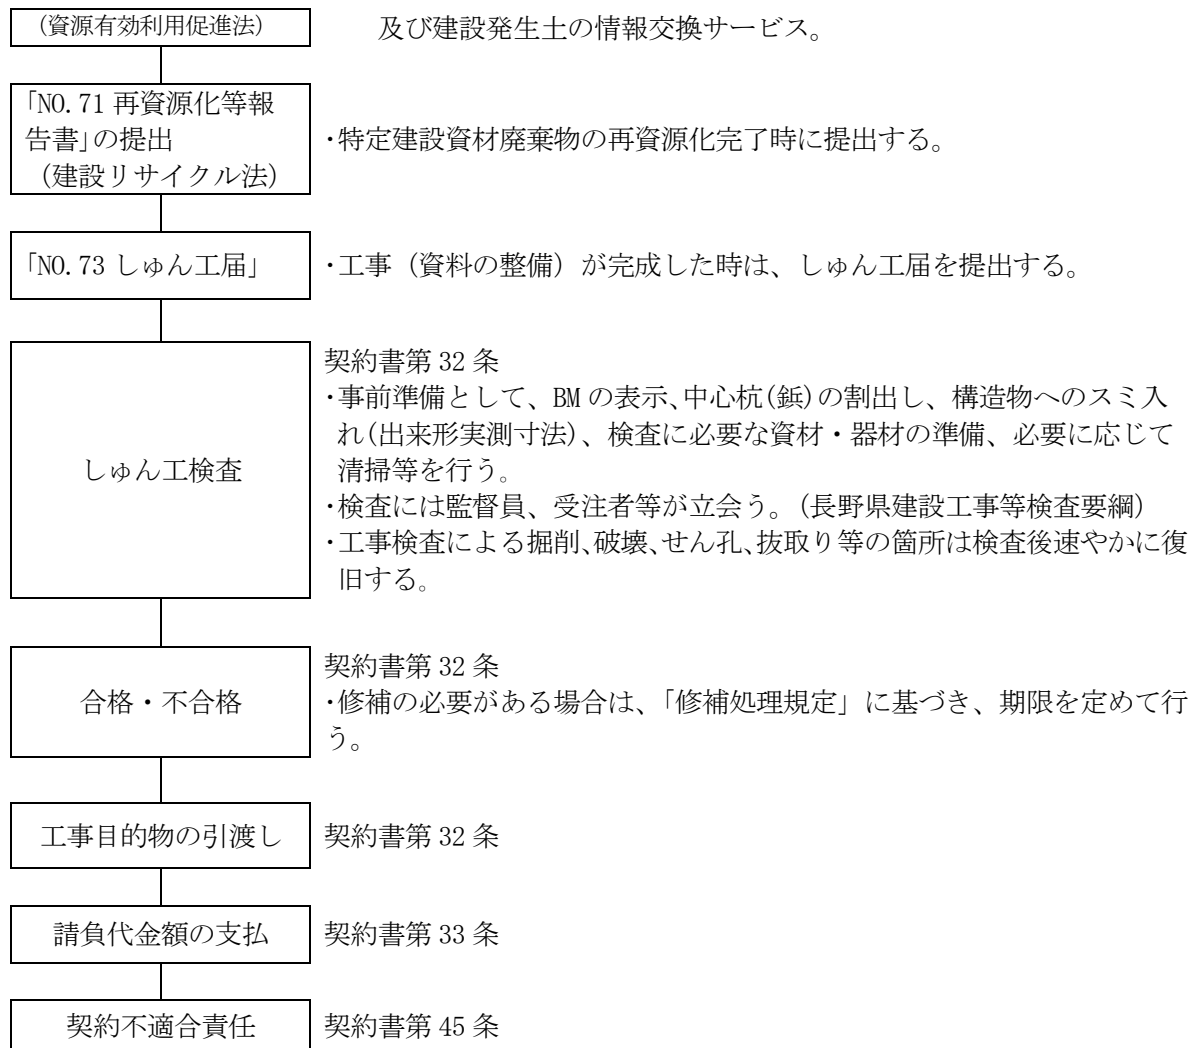 (資源有効利用促進法)
及び建設発生土の情報交換サービス。
「NO.71 再資源化等報
告書」の提出
(建設リサイクル法)
・特定建設資材廃棄物の再資源化完了時に提出する。
「NO.73 しゅん工届」
・工事（資料の整備）が完成した時は、しゅん工届を提出する。
しゅん工検査
契約書第 32 条
・事前準備として、BM の表示、中心杭(鋲)の割出し、構造物へのスミ入
れ(出来形実測寸法)、検査に必要な資材・器材の準備、必要に応じて
清掃等を行う。
・検査には監督員、受注者等が立会う。(長野県建設工事等検査要綱)
・工事検査による掘削、破壊、せん孔、抜取り等の箇所は検査後速やかに復
旧する。
合格・不合格
契約書第 32 条
・修補の必要がある場合は、「修補処理規定」に基づき、期限を定めて行
う。
工事目的物の引渡し
契約書第 32 条
請負代金額の支払
契約書第 33 条
契約不適合責任
契約書第 45 条